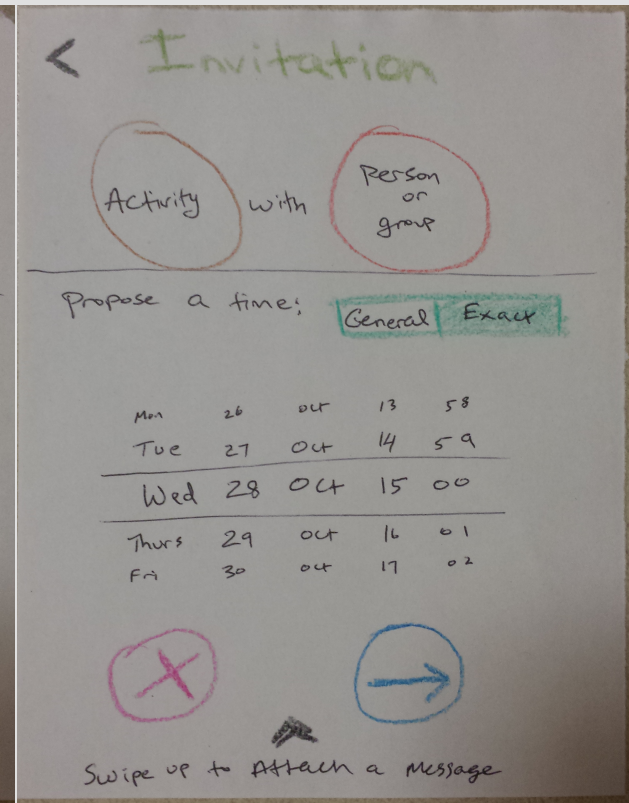 < Invitation
Activity with Person
or
group
Propose a time: General Exact
Mon 26 Oct 13 58
Tue 27 Oct 14 59
Wed 28 Oct 15 00
Thurs 29 Oct 16 01
Fri 30 Oct 17 02
Swipe up to Attach a Message